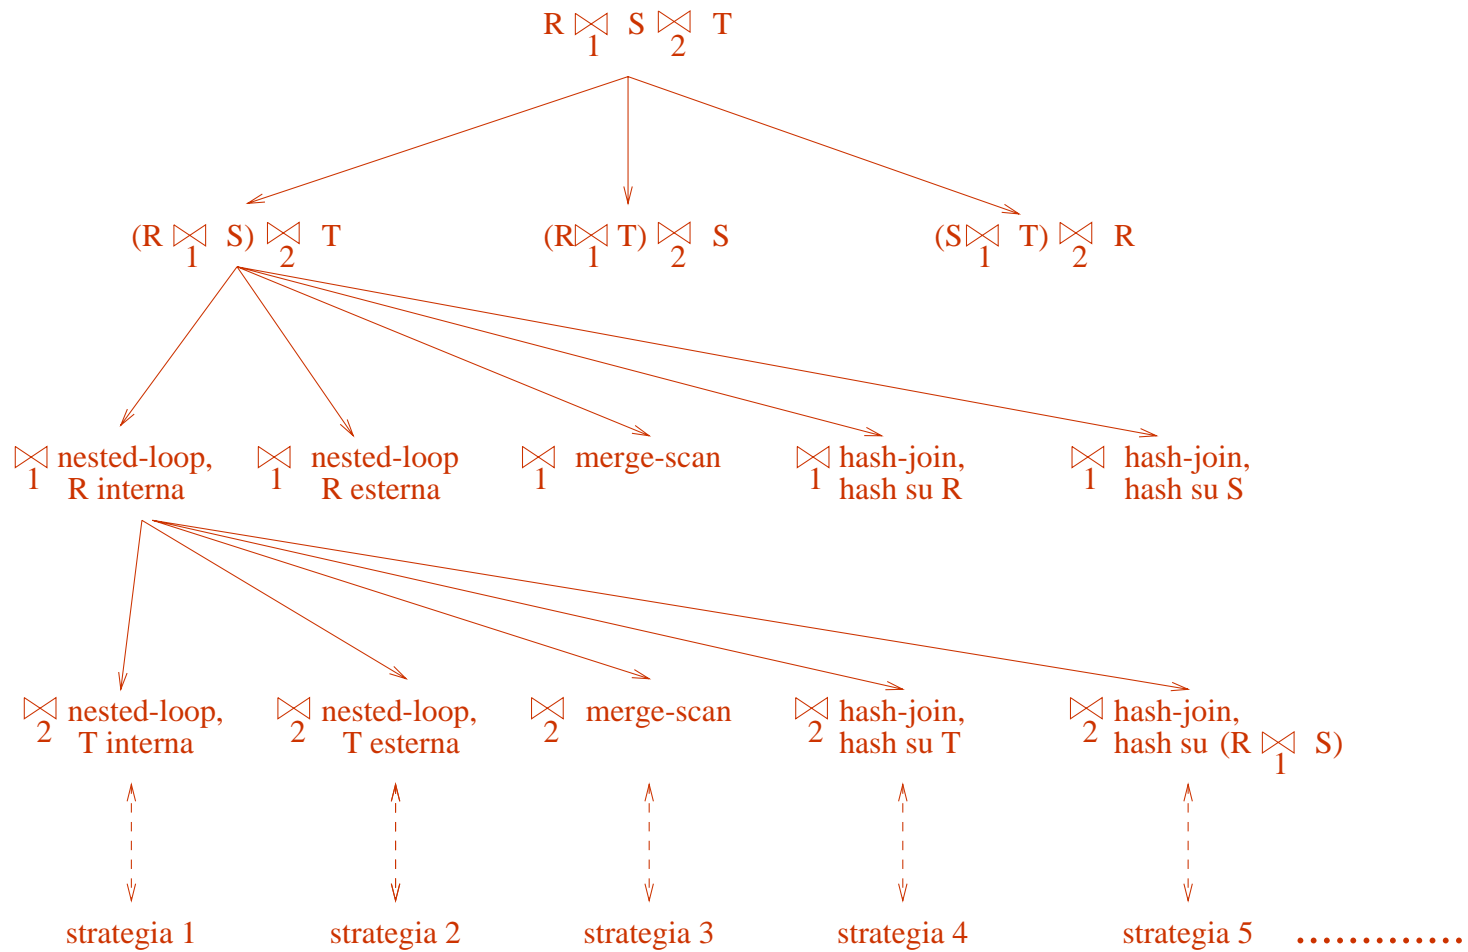 R ⋈1 S ⋈2 T
(R ⋈1 S) ⋈2 T
(R ⋈1 T) ⋈2 S
(S ⋈1 T) ⋈2 R
⋈1 nested-loop,
R interna
⋈1 nested-loop
R esterna
⋈1 merge-scan
⋈1 hash-join,
hash su R
⋈1 hash-join,
hash su S
⋈2 nested-loop,
T interna
⋈2 nested-loop,
T esterna
⋈2 merge-scan
⋈2 hash-join,
hash su T
⋈2 hash-join,
hash su (R ⋈1 S)
strategia 1
strategia 2
strategia 3
strategia 4
strategia 5 .............